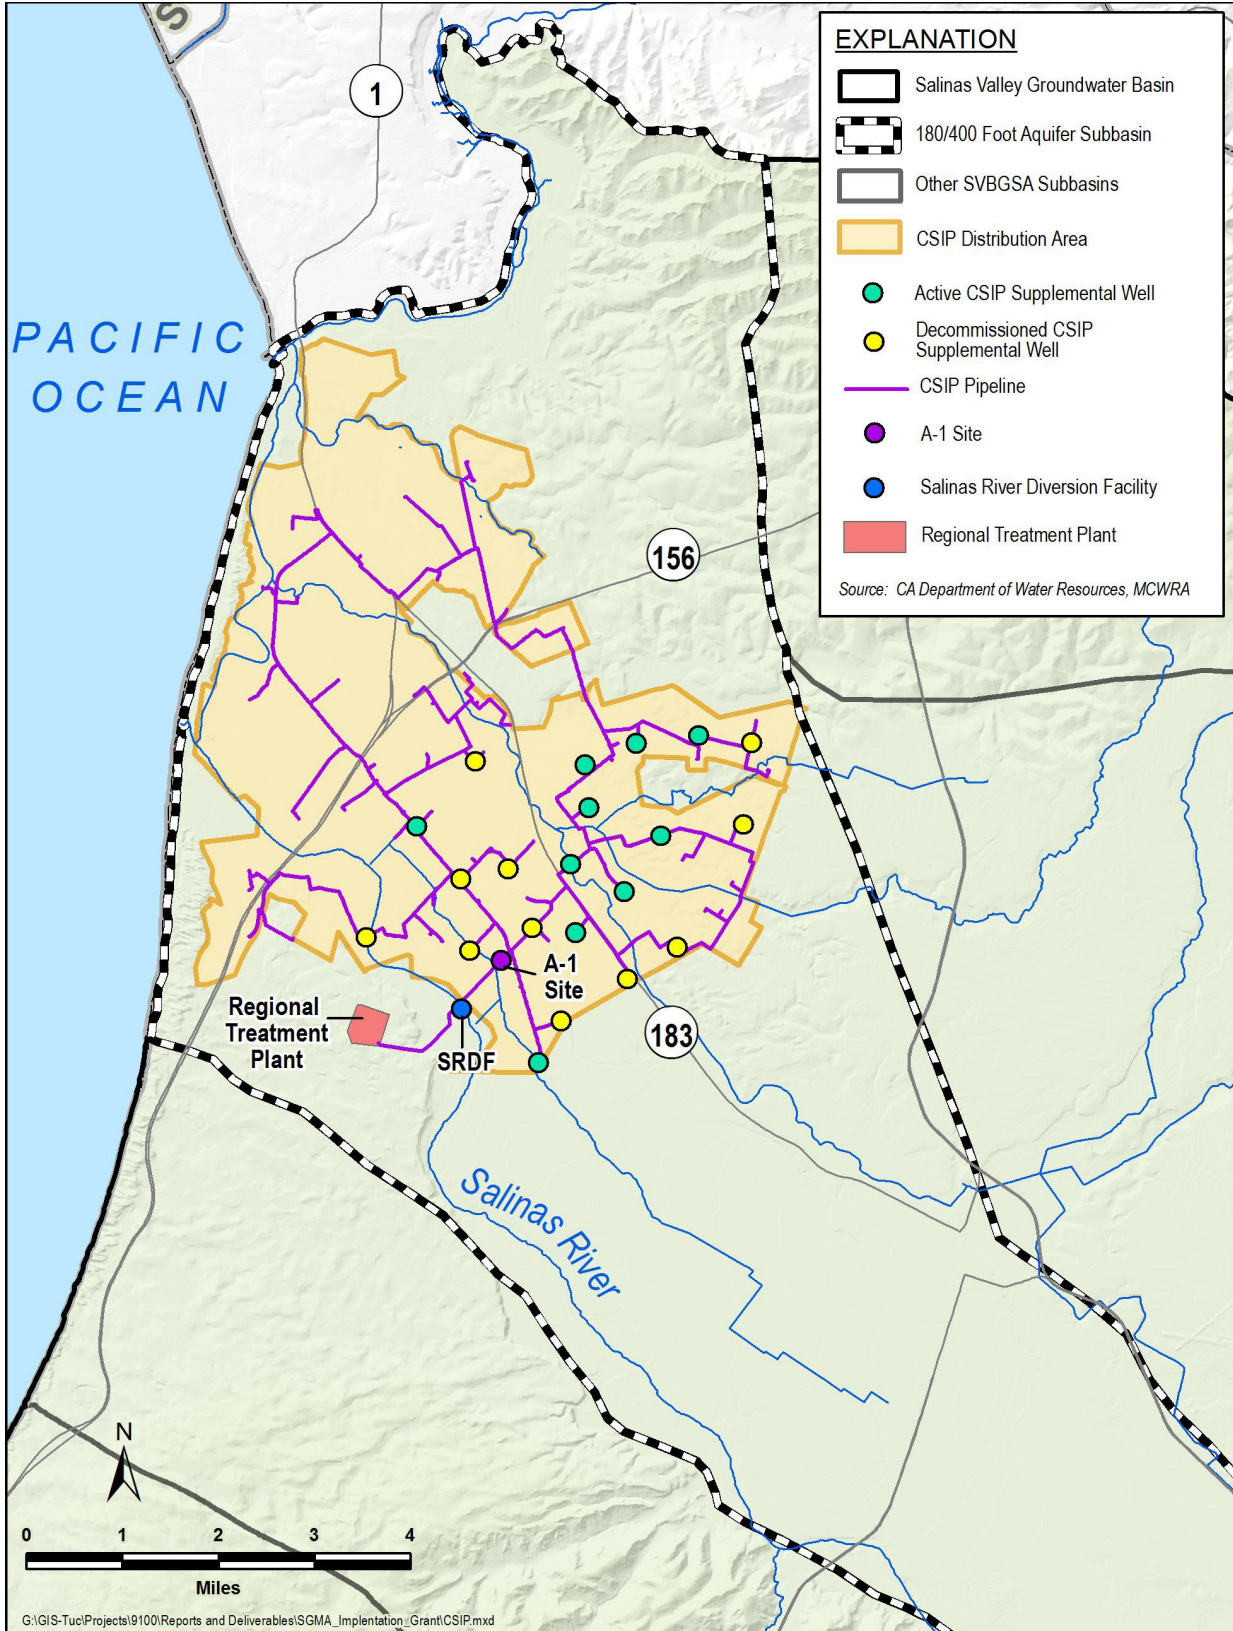 S
1
EXPLANATION
Salinas Valley Groundwater Basin
180/400 Foot Aquifer Subbasin
Other SVBGSA Subbasins
CSIP Distribution Area
Active CSIP Supplemental Well
Decommissioned CSIP
Supplemental Well
CSIP Pipeline
A-1 Site
Salinas River Diversion Facility
Regional Treatment Plant
Source: CA Department of Water Resources, MCWRA
PACIFIC
OCEAN
156
A-1
Site
Regional
Treatment
Plant
SRDF
183
Salinas River
N
0 1 2 3 4
Miles
G:\GIS-Tuc\Projects\9100\Reports and Deliverables\SGMA_Implentation_Grant\CSIP.mxd